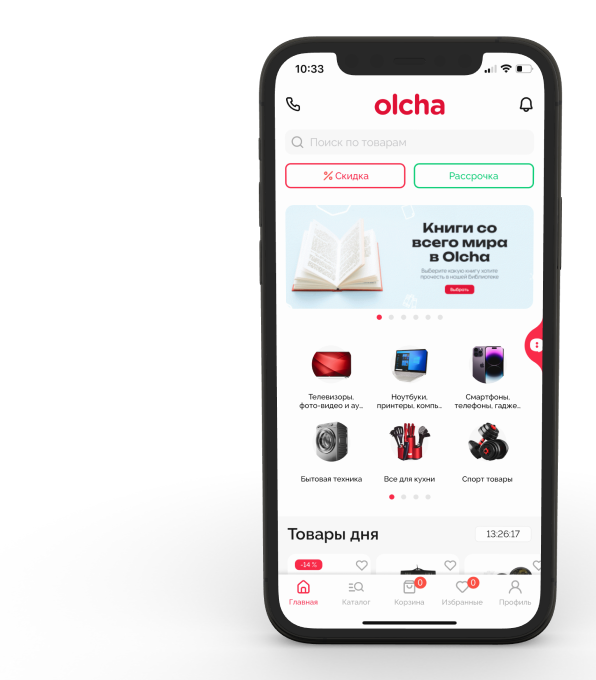 10:33
olcha
Поиск по товарам
% Скидка
Рассрочка
Книги со
всего мира
в Olcha
Выберите какую книгу хотите
прочесть в нашей библиотеке
Выбрать
Телевизоры,
фото-видео и ау...
Ноутбуки,
принтеры, компь...
Смартфоны,
телефоны, гадже...
Бытовая техника
Все для кухни
Спорт товары
Товары дня
13:26:17
-14 %
0
0
Главная
Каталог
Корзина
Избранные
Профиль